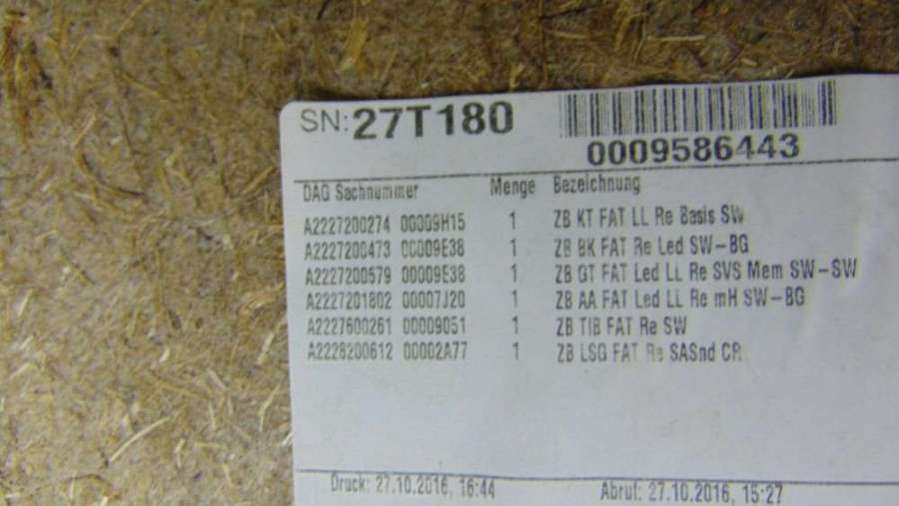 SN: 27T180
0009586443
DAG Sachnummer Menge Bezeichnung
A2227200274 00009H15 1 ZB KT FAT LL Re Basis SW
A2227200473 00009E38 1 ZB BK FAT Re Led SW-BG
A2227200579 00009E38 1 ZB GT FAT Led LL Re SVS Mem SW-SW
A2227201802 00007J20 1 ZB AA FAT Led LL Re mH SW-BG
A2227600261 00009051 1 ZB TIB FAT Re SW
A2228200612 00002A77 1 ZB LSG FAT Re SASnd CR
Druck: 27.10.2016, 16:44 Abruf: 27.10.2016, 15:27